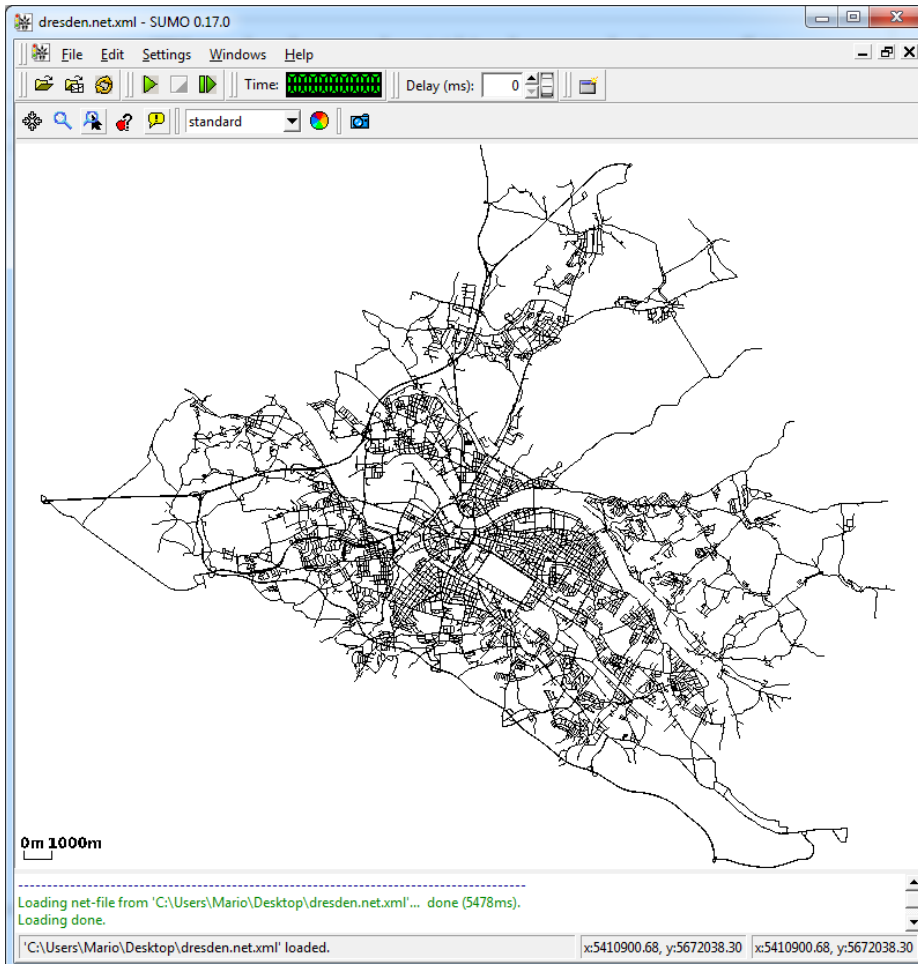 dresden.net.xml - SUMO 0.17.0
File Edit Settings Windows Help
Time: Delay (ms): 0
standard
0m 1000m
--------------------------------------------------------------------------------
Loading net-file from 'C:\Users\Mario\Desktop\dresden.net.xml'... done (5478ms).
Loading done.
'C:\Users\Mario\Desktop\dresden.net.xml' loaded. x:5410900.68, y:5672038.30 x:5410900.68, y:5672038.30